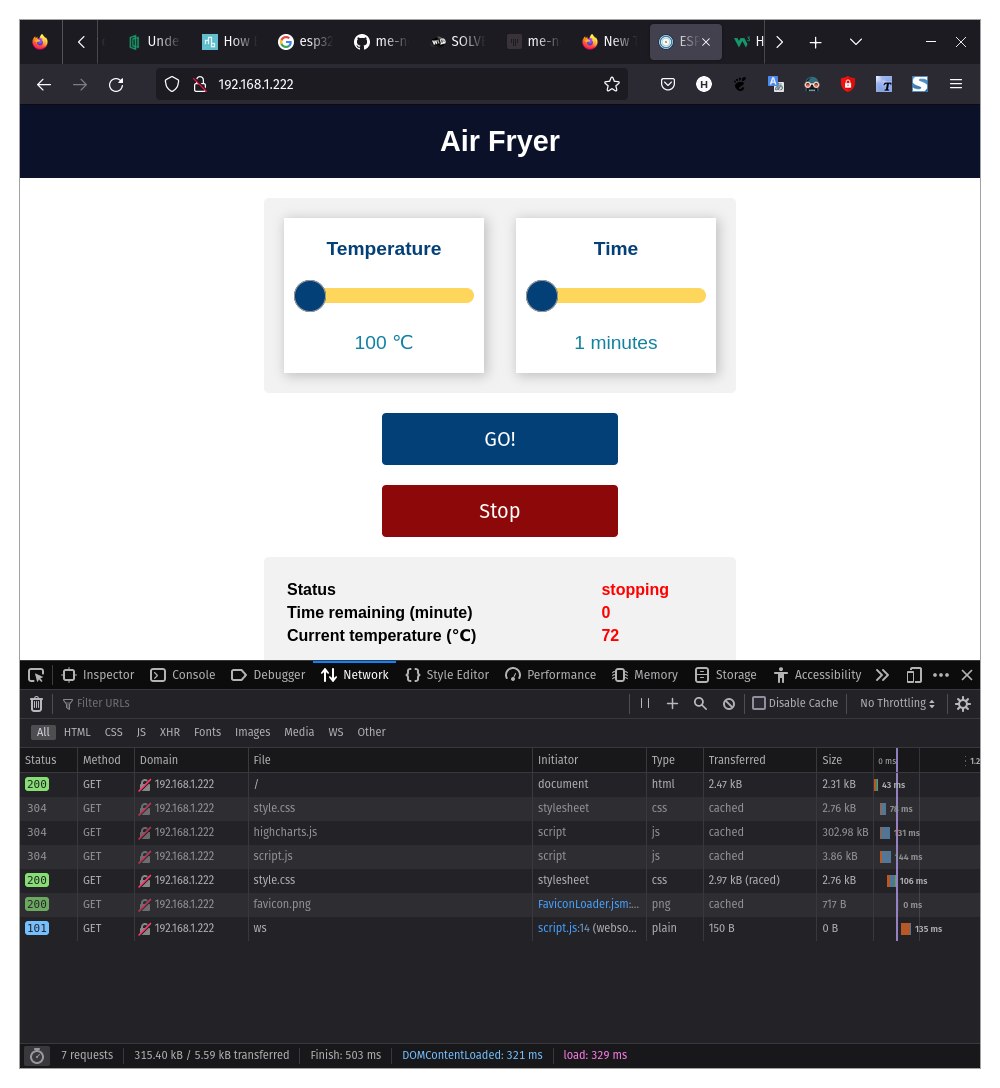 Unde How esp32 me-n SOLV me-n New T ESP H
192.168.1.222
Air Fryer
Temperature Time
100 ℃ 1 minutes
GO!
Stop
Status stopping
Time remaining (minute) 0
Current temperature (℃) 72
Inspector Console Debugger Network Style Editor Performance Memory Storage Accessibility
Filter URLs Disable Cache No Throttling
All HTML CSS JS XHR Fonts Images Media WS Other
Status Method Domain File Initiator Type Transferred Size 0 ms 1.2
200 GET 192.168.1.222 / document html 2.47 kB 2.31 kB 43 ms
304 GET 192.168.1.222 style.css stylesheet css cached 2.76 kB 78 ms
304 GET 192.168.1.222 highcharts.js script js cached 302.98 kB 131 ms
304 GET 192.168.1.222 script.js script js cached 3.86 kB 144 ms
200 GET 192.168.1.222 style.css stylesheet css 2.97 kB (raced) 2.76 kB 106 ms
200 GET 192.168.1.222 favicon.png FaviconLoader.jsm:... png cached 717 B 0 ms
101 GET 192.168.1.222 ws script.js:14 (webso... plain 150 B 0 B 135 ms
7 requests 315.40 kB / 5.59 kB transferred Finish: 503 ms DOMContentLoaded: 321 ms load: 329 ms